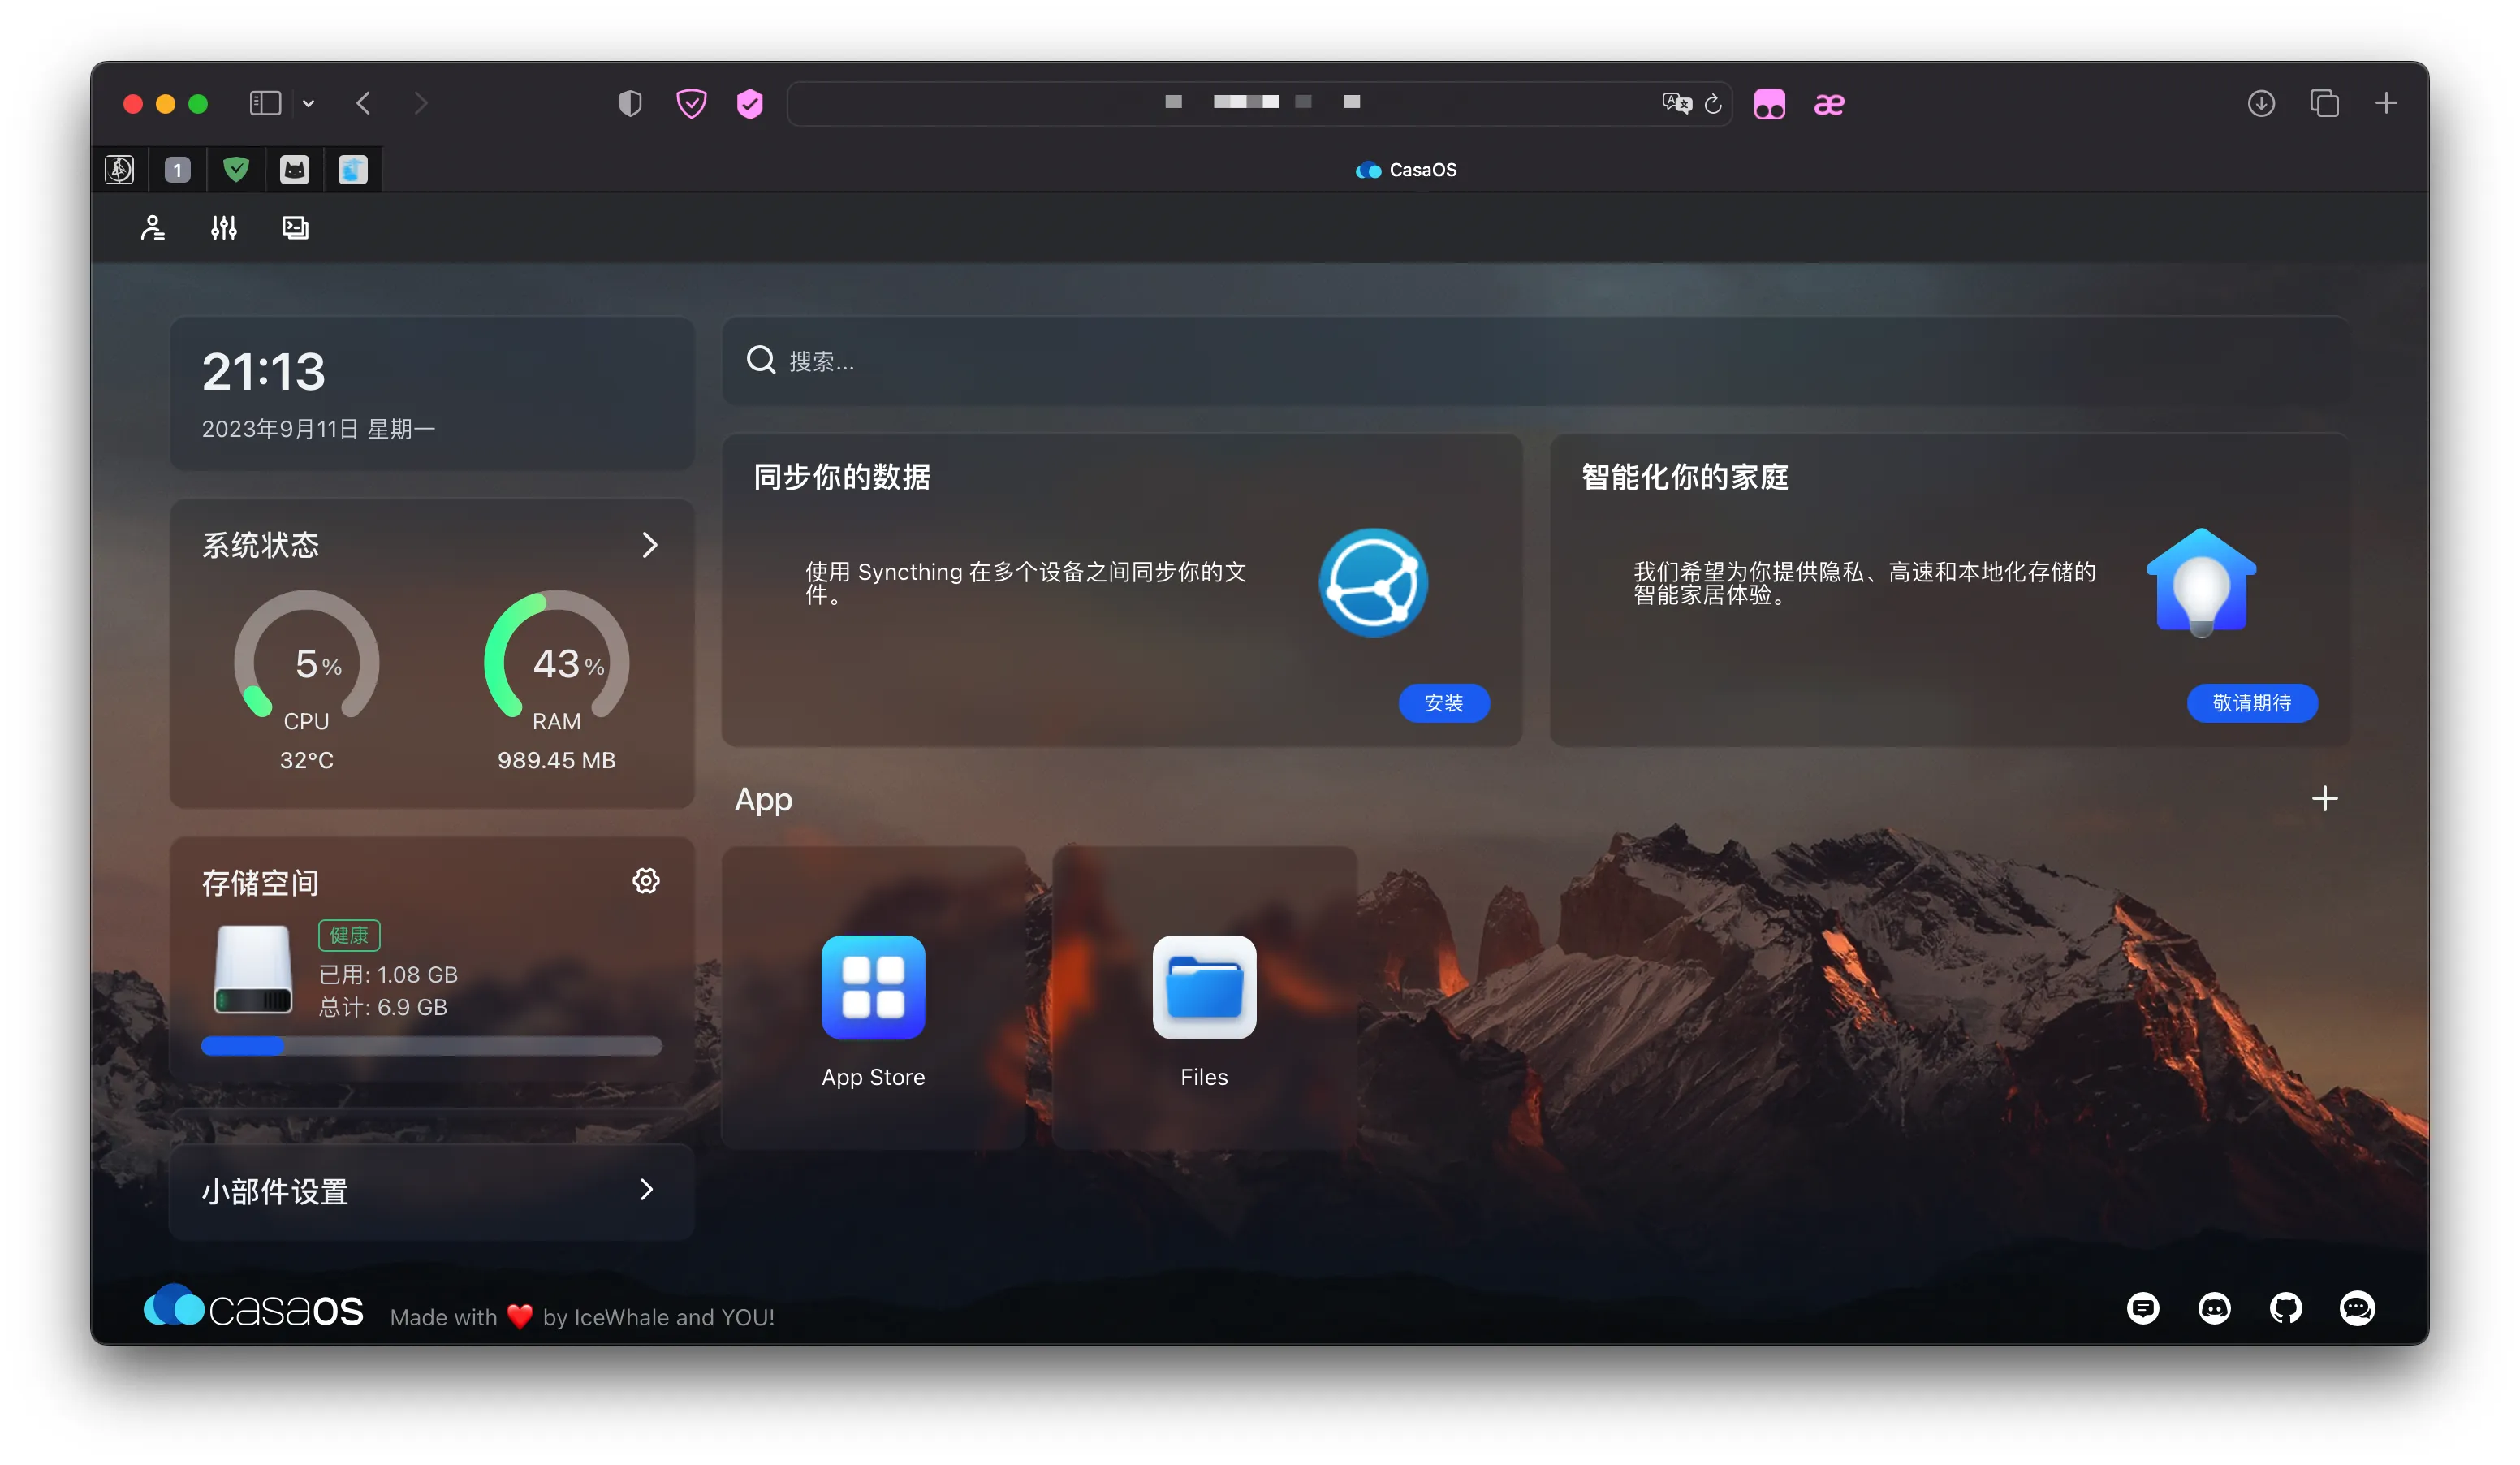 1
CasaOS
21:13
2023年9月11日 星期一
搜索...
系统状态
5%
CPU
32°C
43%
RAM
989.45 MB
存储空间
健康
已用: 1.08 GB
总计: 6.9 GB
小部件设置
同步你的数据
使用 Syncthing 在多个设备之间同步你的文
件。
安装
智能化你的家庭
我们希望为你提供隐私、高速和本地化存储的
智能家居体验。
敬请期待
App
App Store
Files
casaOS
Made with ❤️ by IceWhale and YOU!